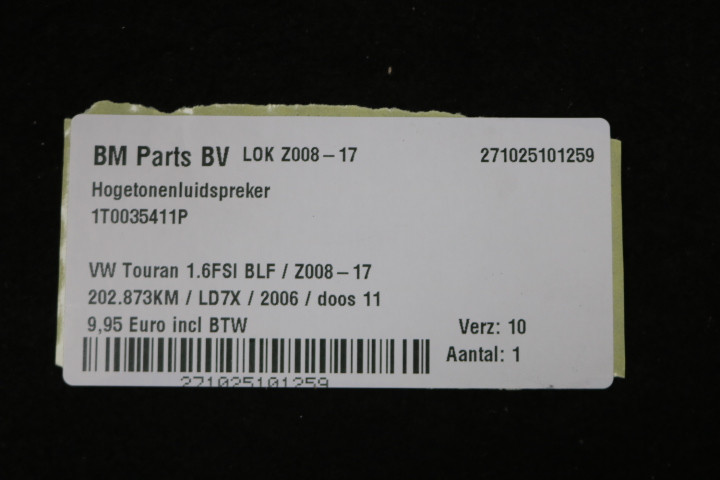 BM Parts BV LOK Z008-17 271025101259
Hogetonenluidspreker
1T0035411P
VW Touran 1.6FSI BLF / Z008-17
202.873KM / LD7X / 2006 / doos 11
9,95 Euro incl BTW Verz: 10
Aantal: 1
271025101259